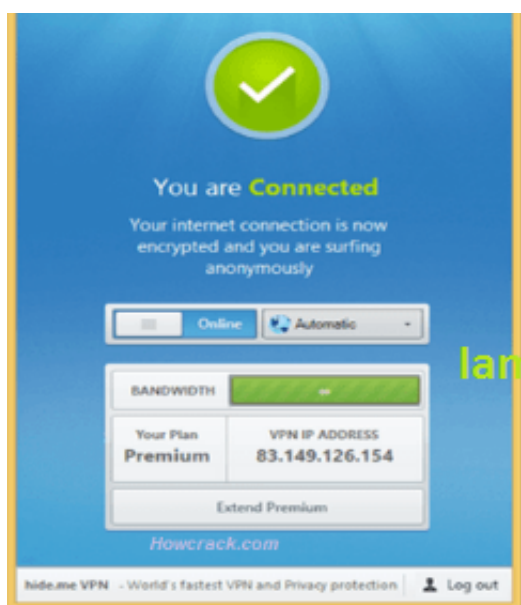 You are Connected
Your internet connection is now
encrypted and you are surfing
anonymously
Online Automatic
lan
BANDWIDTH ∞
Your Plan VPN IP ADDRESS
Premium 83.149.126.154
Extend Premium
Howcrack.com
hide.me VPN - World's fastest VPN and Privacy protection Log out